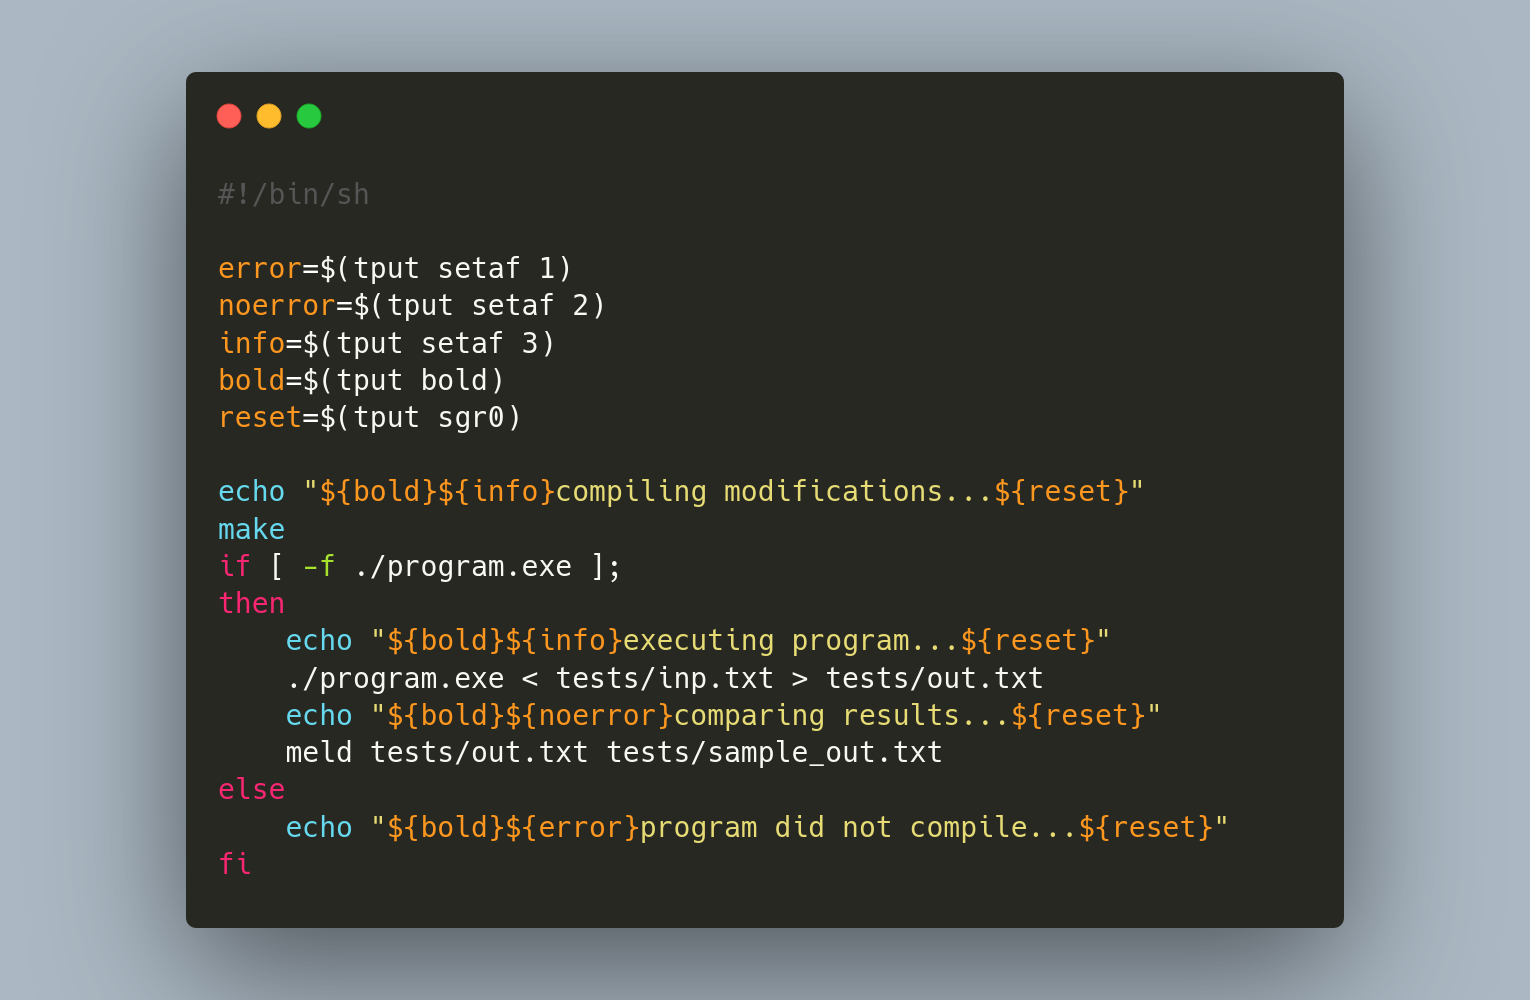 #!/bin/sh

error=$(tput setaf 1)
noerror=$(tput setaf 2)
info=$(tput setaf 3)
bold=$(tput bold)
reset=$(tput sgr0)

echo "${bold}${info}compiling modifications...${reset}"
make
if [ -f ./program.exe ];
then
    echo "${bold}${info}executing program...${reset}"
    ./program.exe < tests/inp.txt > tests/out.txt
    echo "${bold}${noerror}comparing results...${reset}"
    meld tests/out.txt tests/sample_out.txt
else
    echo "${bold}${error}program did not compile...${reset}"
fi